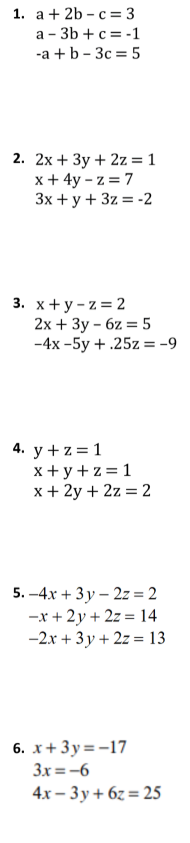 1. a + 2b – c = 3
a – 3b + c = -1
-a + b – 3c = 5
2. 2x + 3y + 2z = 1
x + 4y – z = 7
3x + y + 3z = -2
3. x + y – z = 2
2x + 3y – 6z = 5
–4x –5y + .25z = –9
4. y + z = 1
x + y + z = 1
x + 2y + 2z = 2
5. –4x + 3y – 2z = 2
–x + 2y + 2z = 14
–2x + 3y + 2z = 13
6. x + 3y = –17
3x = –6
4x – 3y + 6z = 25